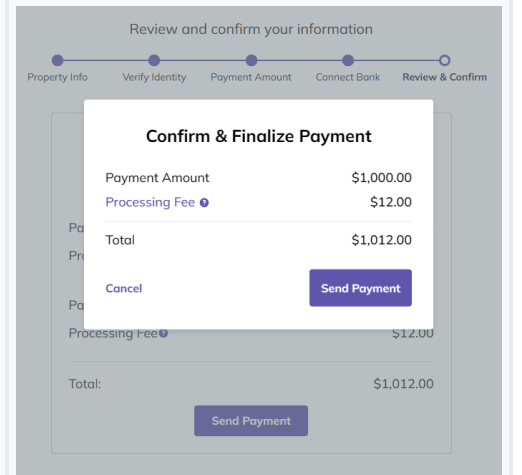 Review and confirm your information
Property Info Verify Identity Payment Amount Connect Bank Review & Confirm
Confirm & Finalize Payment
Payment Amount $1,000.00
Processing Fee ? $12.00
Total $1,012.00
Cancel Send Payment
Processing Fee ? $12.00
Total: $1,012.00
Send Payment